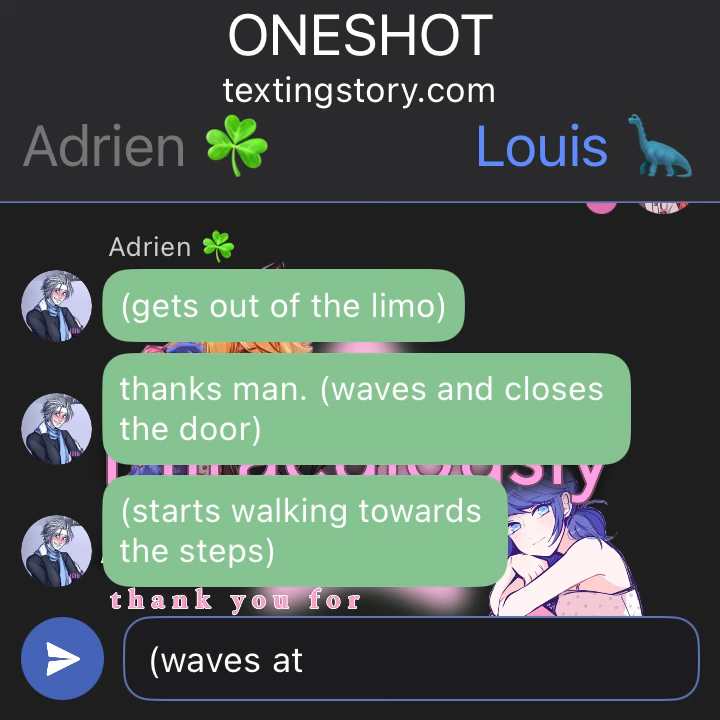 ONESHOT
textingstory.com
Adrien ☘️ Louis 🦕
Adrien ☘️
(gets out of the limo)
thanks man. (waves and closes
the door)
(starts walking towards
the steps)
thank you for
(waves at